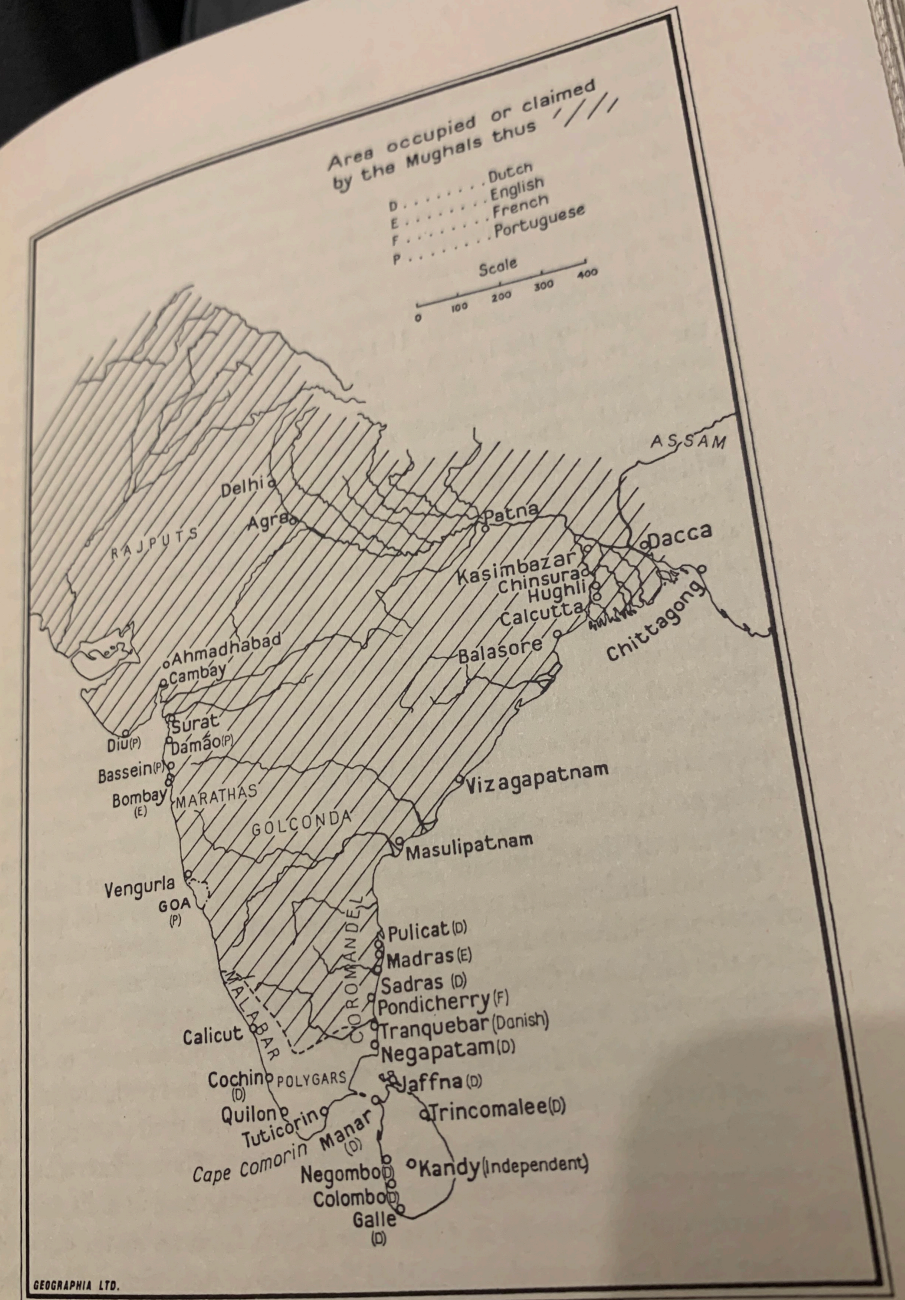 Area occupied or claimed
by the Mughals thus
D ........ Dutch
E ........ English
F ........ French
P ........ Portuguese
Scale
0 100 200 300 400
ASSAM
Delhi
Agra
Patna
RAJPUTS
Dacca
Kasimbazar
Chinsura
Hughli
Calcutta
Chittagong
Balasore
Ahmadhabad
Cambay
Surat
Diu (P)
Damão (P)
Bassein (P)
Bombay
(E)
MARATHAS
Vizagapatnam
GOLCONDA
Masulipatnam
Vengurla
GOA
(P)
COROMANDEL
Pulicat (D)
Madras (E)
Sadras (D)
Pondicherry (F)
MALABAR
Calicut
Tranquebar (Danish)
Negapatam (D)
Cochin
(D)
POLYGARS
Jaffna (D)
Quilon
Tuticorin
Trincomalee (D)
Cape Comorin
Manar
(D)
Negombo (D)
Kandy (Independent)
Colombo (D)
Galle
(D)
GEOGRAPHIA LTD.